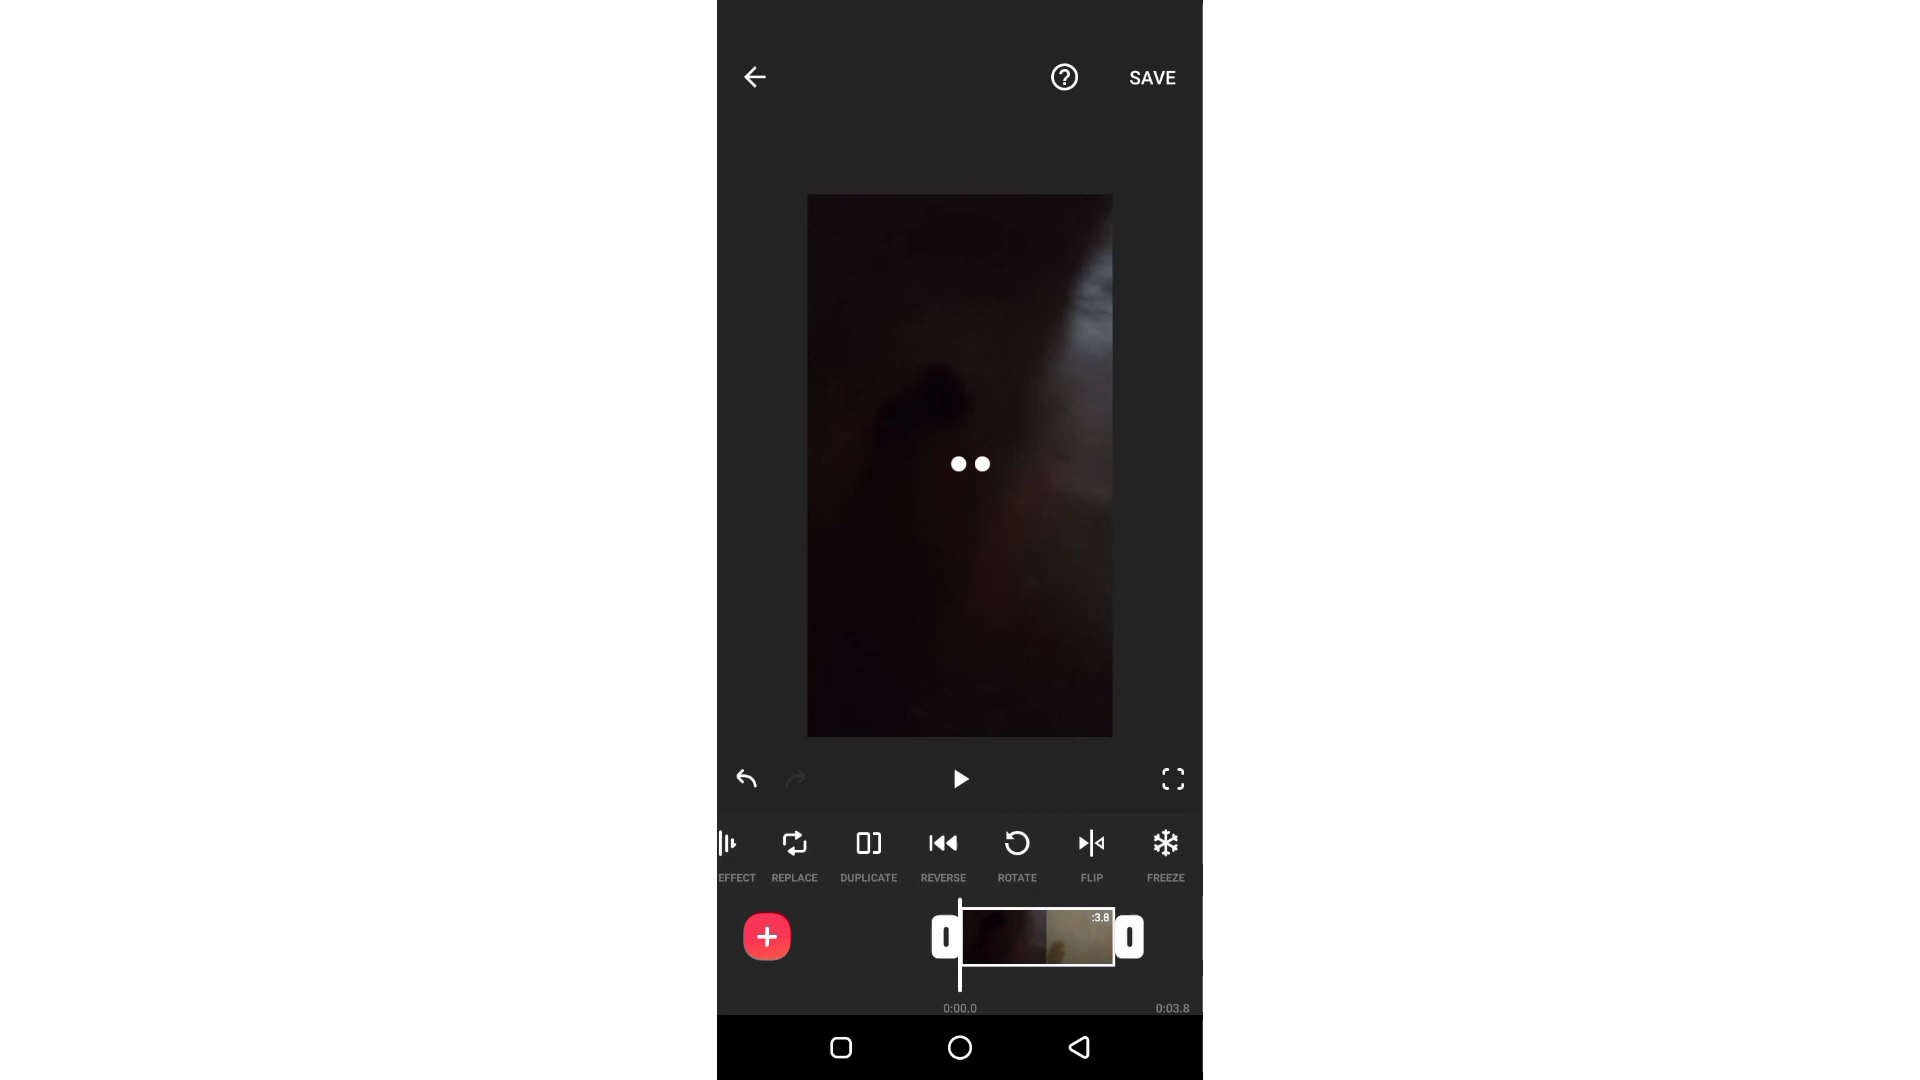 SAVE
EFFECT REPLACE DUPLICATE REVERSE ROTATE FLIP FREEZE
:3.8
0:00.0 0:03.8